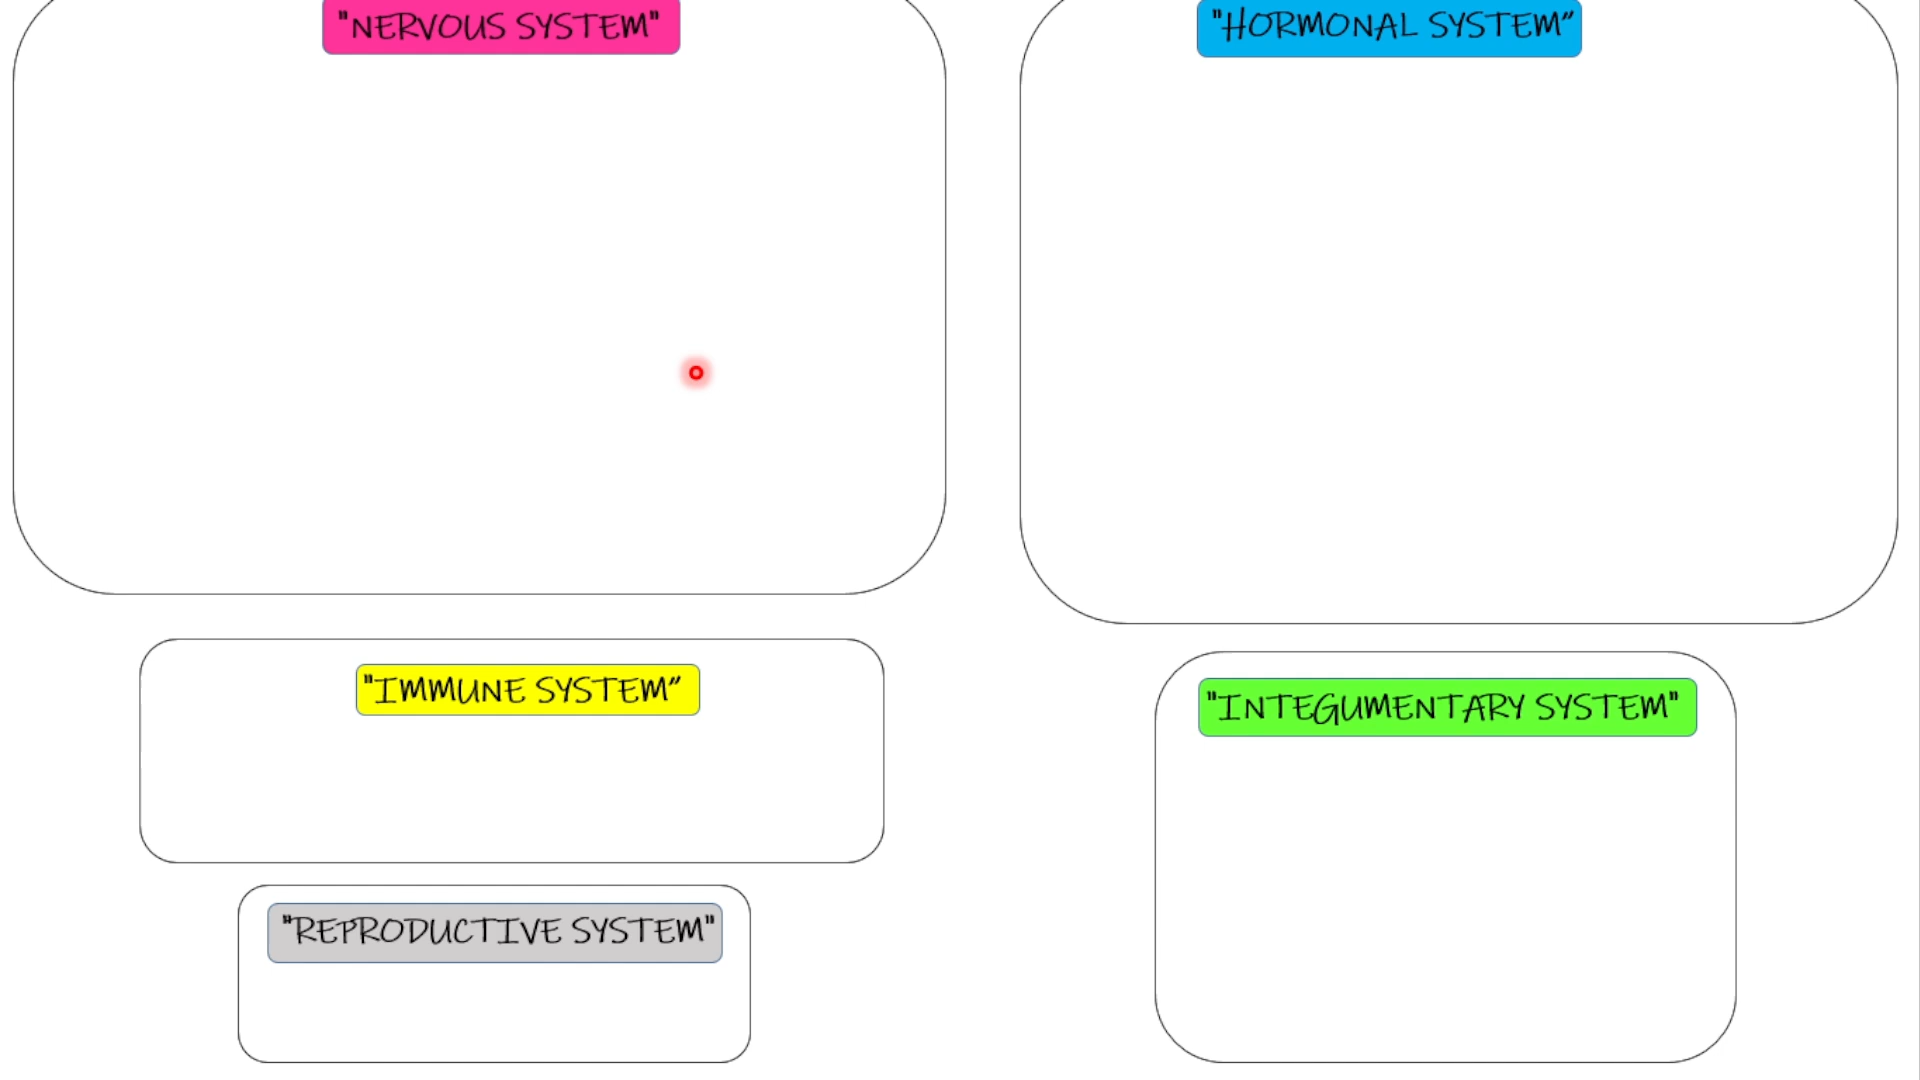 "NERVOUS SYSTEM"
"HORMONAL SYSTEM”
"IMMUNE SYSTEM”
"INTEGUMENTARY SYSTEM"
"REPRODUCTIVE SYSTEM"